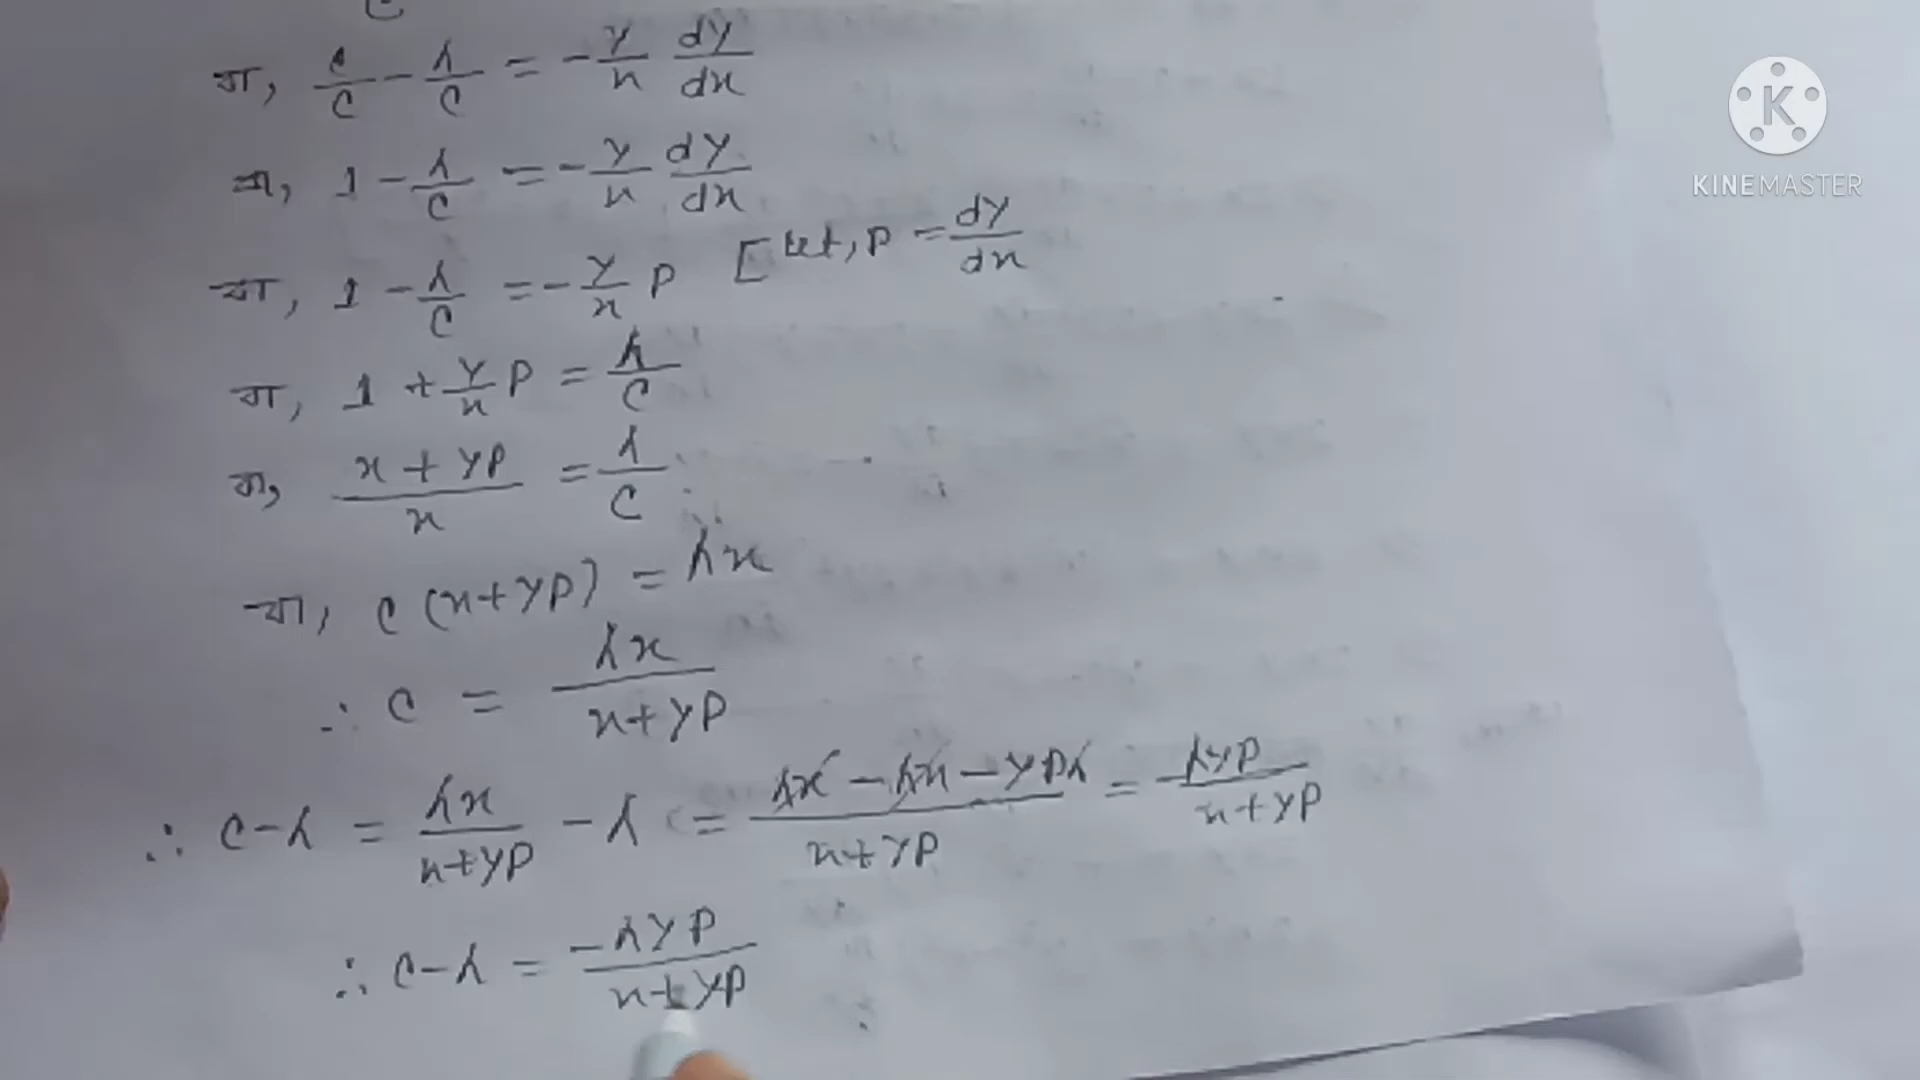 বা, c/c - λ/c = - y/x dy/dx
বা, 1 - λ/c = - y/x dy/dx
বা, 1 - λ/c = - y/x p [let, p = dy/dx
বা, 1 + y/x p = λ/c
বা, (x + yp)/x = λ/c
বা, c (x+yp) = λx
∴ c = λx/(x+yp)
∴ c-λ = λx/(x+yp) - λ = (λx - λx - ypλ)/(x+yp) = -λyp/(x+yp)
∴ c-λ = -λyp/(x+yp)
KINEMASTER